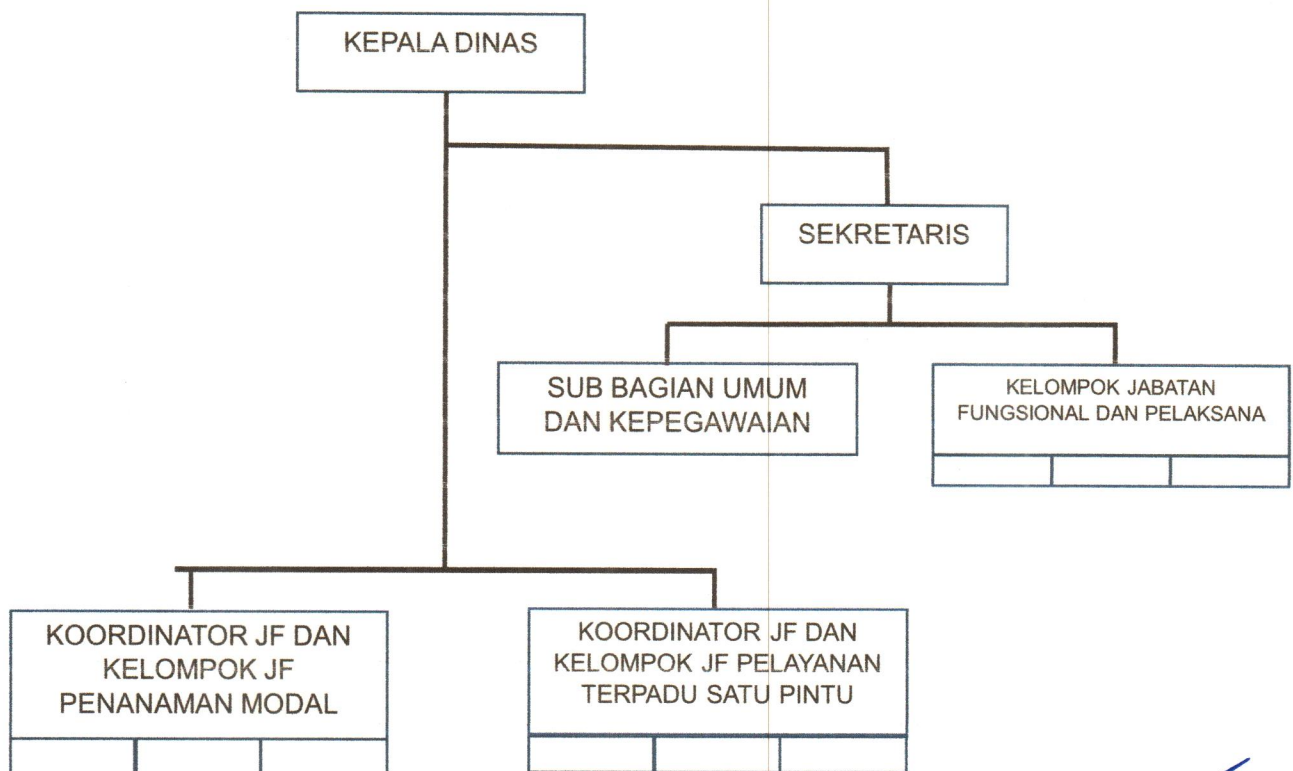 KEPALA DINAS
SEKRETARIS
SUB BAGIAN UMUM
DAN KEPEGAWAIAN
KELOMPOK JABATAN
FUNGSIONAL DAN PELAKSANA
KOORDINATOR JF DAN
KELOMPOK JF
PENANAMAN MODAL
KOORDINATOR JF DAN
KELOMPOK JF PELAYANAN
TERPADU SATU PINTU